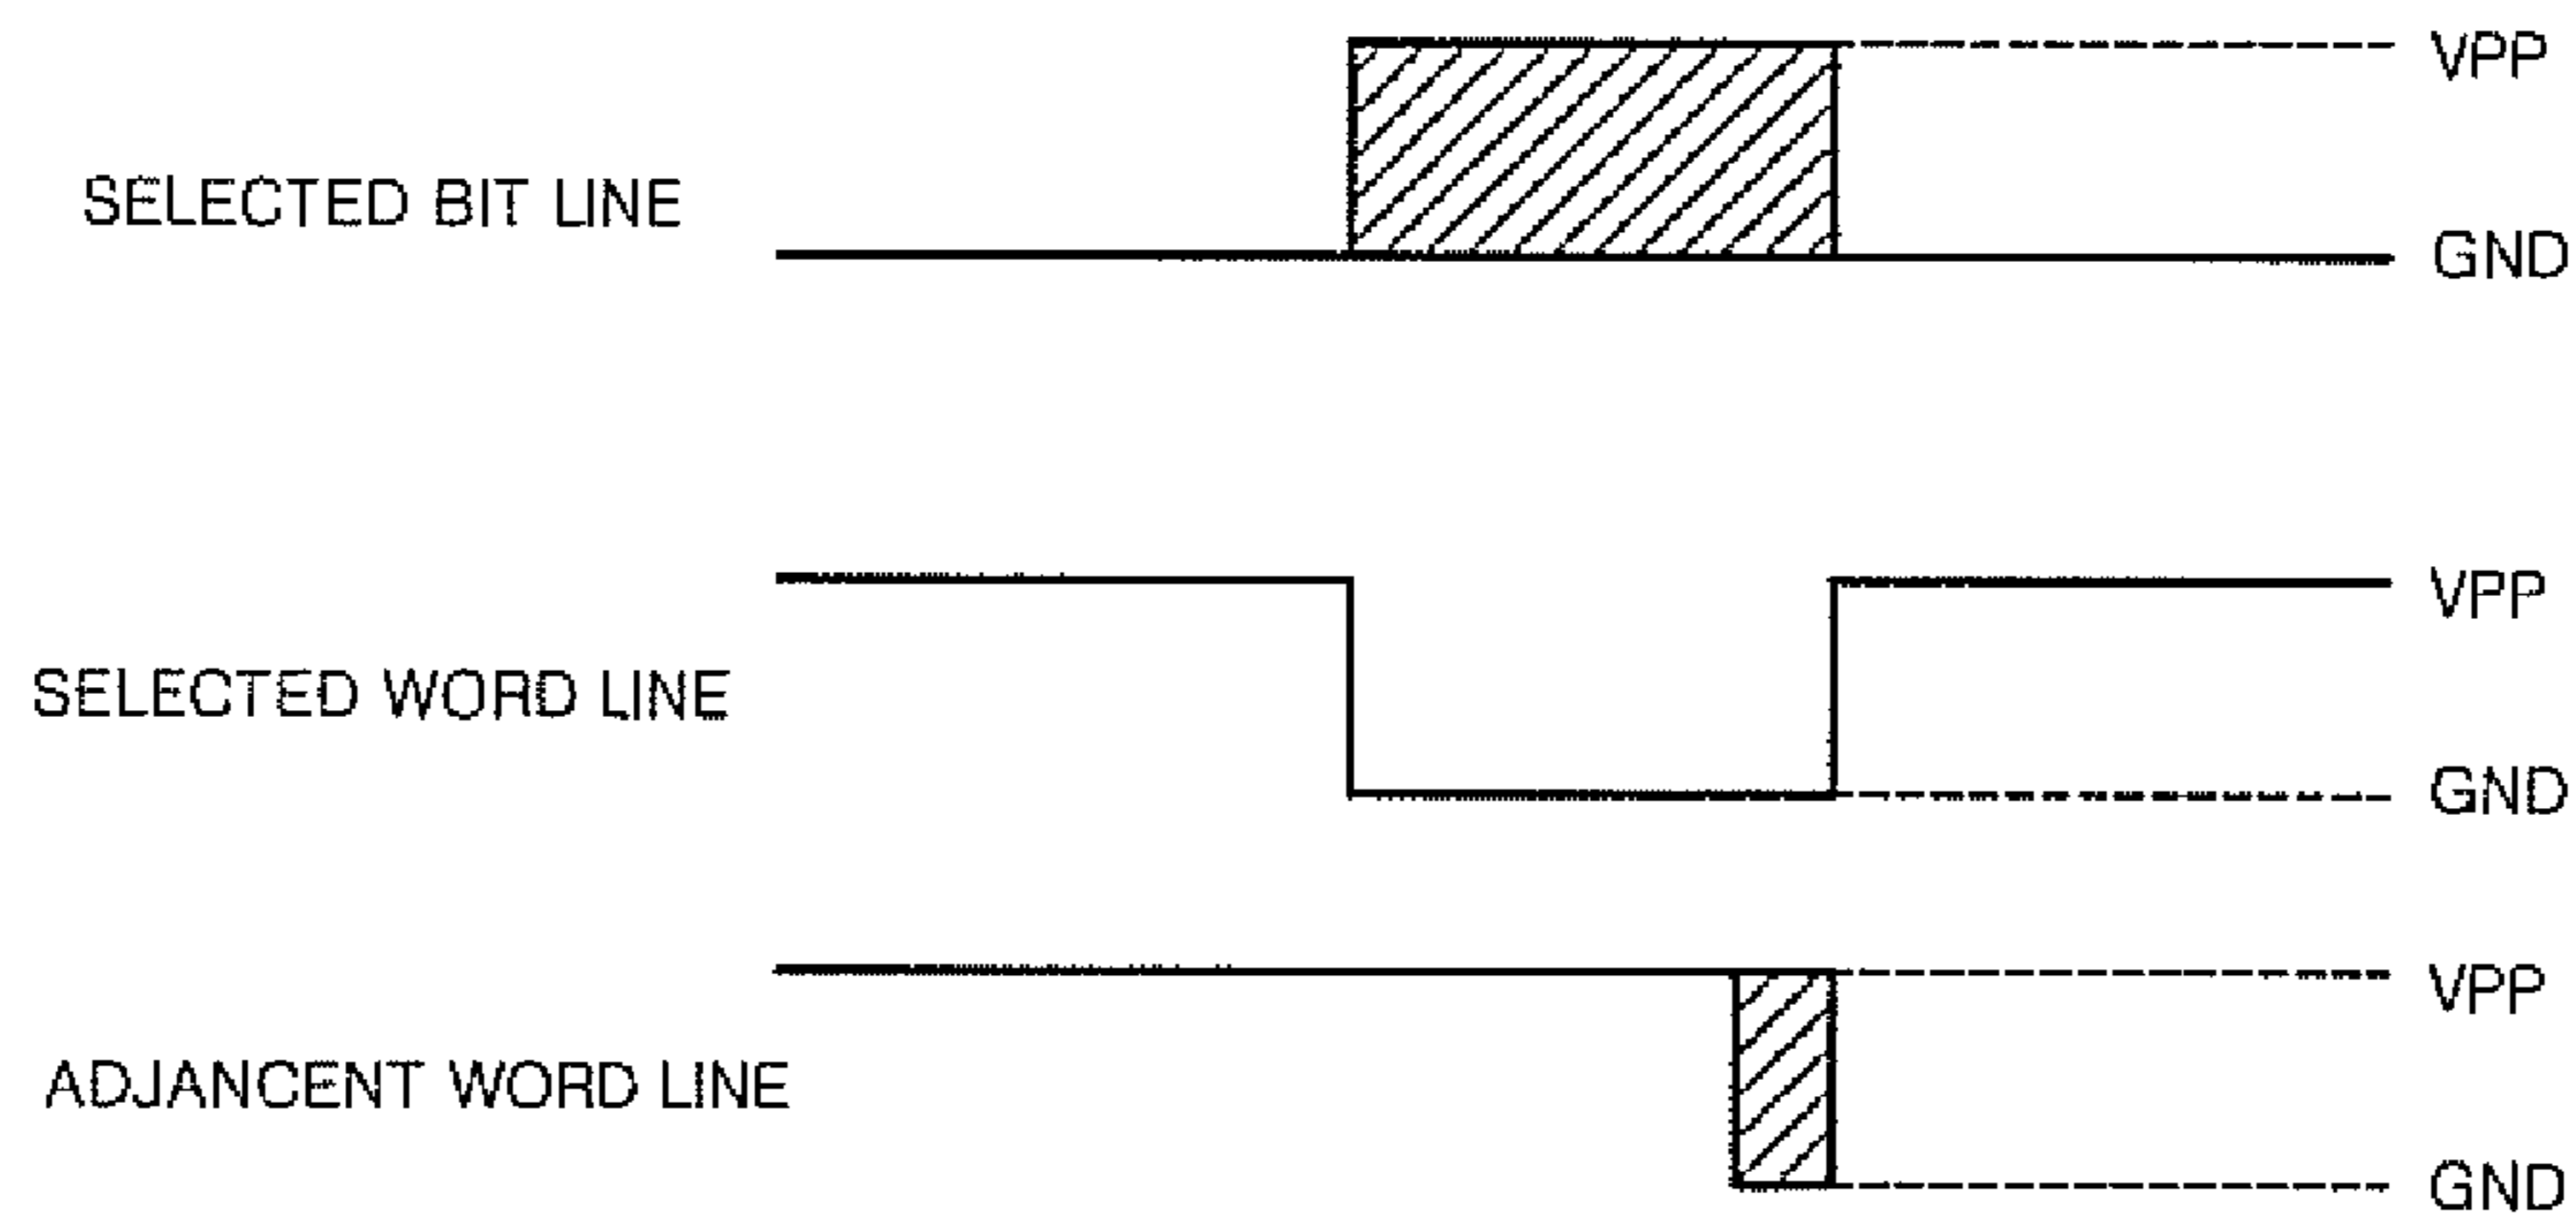 VPP
SELECTED BIT LINE
GND
VPP
SELECTED WORD LINE
GND
VPP
ADJANCENT WORD LINE
GND